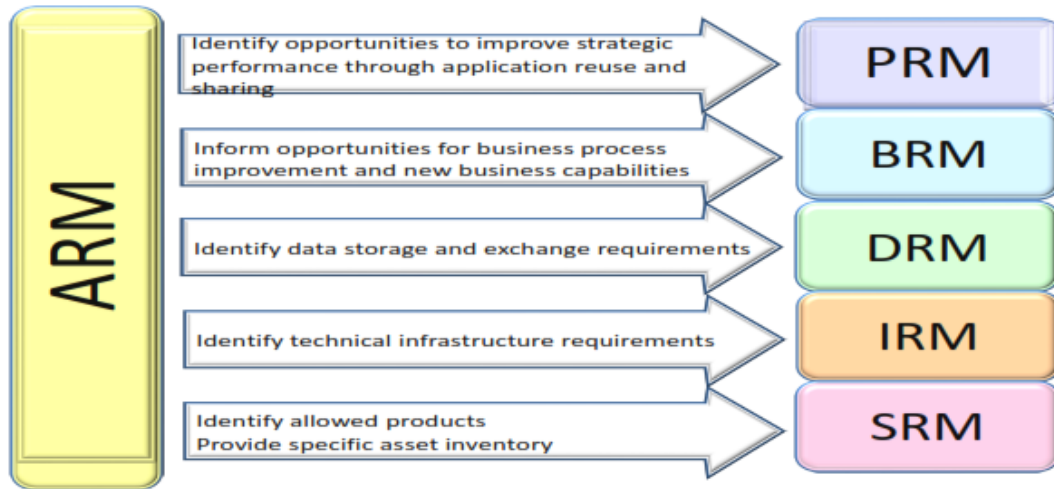 ARM
Identify opportunities to improve strategic
performance through application reuse and
sharing
PRM
Inform opportunities for business process
improvement and new business capabilities
BRM
Identify data storage and exchange requirements
DRM
Identify technical infrastructure requirements
IRM
Identify allowed products
Provide specific asset inventory
SRM